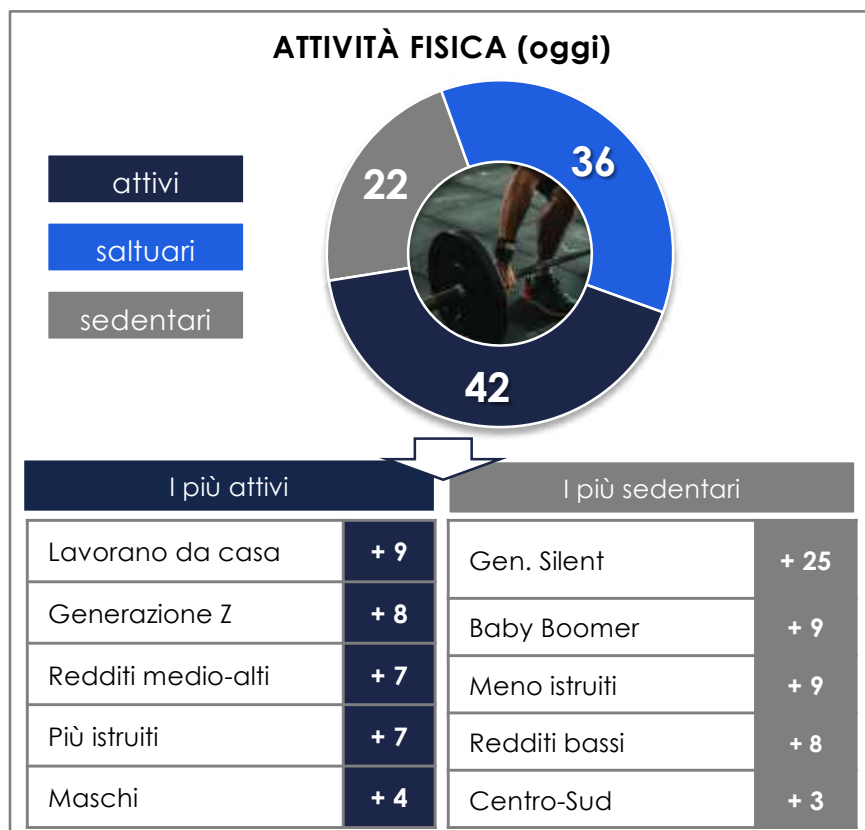 ATTIVITÀ FISICA (oggi)
attivi
saltuari
sedentari
22
36
42
I più attivi
Lavorano da casa + 9
Generazione Z + 8
Redditi medio-alti + 7
Più istruiti + 7
Maschi + 4
I più sedentari
Gen. Silent + 25
Baby Boomer + 9
Meno istruiti + 9
Redditi bassi + 8
Centro-Sud + 3